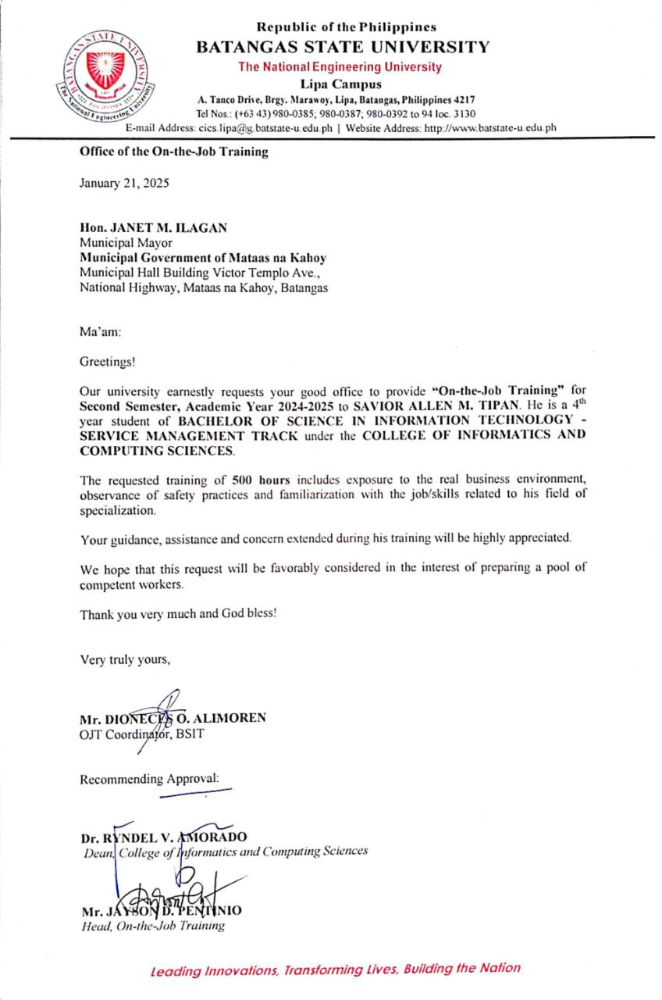 Republic of the Philippines
BATANGAS STATE UNIVERSITY
The National Engineering University
Lipa Campus
A. Tanco Drive, Brgy. Marawoy, Lipa, Batangas, Philippines 4217
Tel Nos.: (+63 43) 980-0385; 980-0387; 980-0392 to 94 loc. 3130
E-mail Address: cics.lipa@g.batstate-u.edu.ph | Website Address: http://www.batstate-u.edu.ph
BATANGAS STATE UNIVERSITY
PHILIPPINES
The National Engineering University
Office of the On-the-Job Training
January 21, 2025
Hon. JANET M. ILAGAN
Municipal Mayor
Municipal Government of Mataas na Kahoy
Municipal Hall Building Victor Templo Ave.,
National Highway, Mataas na Kahoy, Batangas
Ma’am:
Greetings!
Our university earnestly requests your good office to provide “On-the-Job Training” for
Second Semester, Academic Year 2024-2025 to SAVIOR ALLEN M. TIPAN. He is a 4th
year student of BACHELOR OF SCIENCE IN INFORMATION TECHNOLOGY -
SERVICE MANAGEMENT TRACK under the COLLEGE OF INFORMATICS AND
COMPUTING SCIENCES.
The requested training of 500 hours includes exposure to the real business environment,
observance of safety practices and familiarization with the job/skills related to his field of
specialization.
Your guidance, assistance and concern extended during his training will be highly appreciated.
We hope that this request will be favorably considered in the interest of preparing a pool of
competent workers.
Thank you very much and God bless!
Very truly yours,
Mr. DIONECES O. ALIMOREN
OJT Coordinator, BSIT
Recommending Approval:
Dr. RYNDEL V. AMORADO
Dean, College of Informatics and Computing Sciences
Mr. JAYSON D. PENTINIO
Head, On-the-Job Training
Leading Innovations, Transforming Lives, Building the Nation